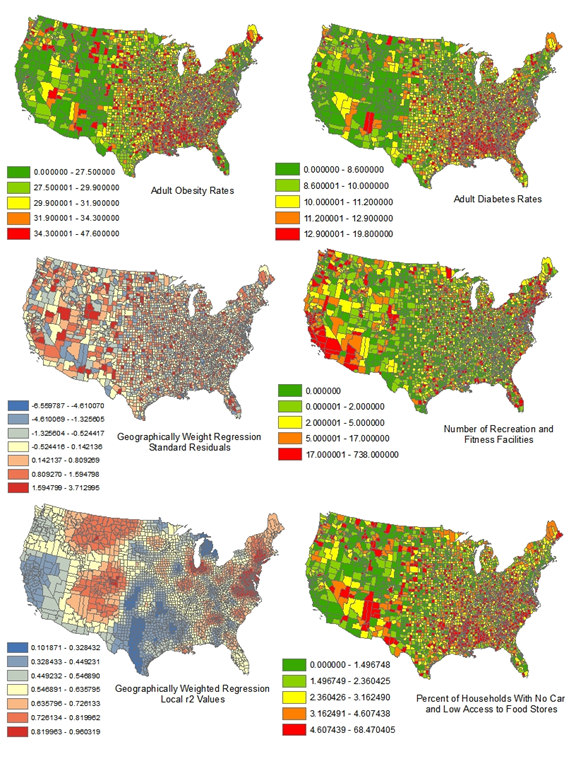 0.000000 - 27.500000
27.500001 - 29.900000
29.900001 - 31.900000
31.900001 - 34.300000
34.300001 - 47.600000
Adult Obesity Rates
0.000000 - 8.600000
8.600001 - 10.000000
10.000001 - 11.200000
11.200001 - 12.900000
12.900001 - 19.800000
Adult Diabetes Rates
-6.569787 - -4.610070
-4.610069 - -1.325605
-1.325604 - -0.524417
-0.524416 - 0.142136
0.142137 - 0.809269
0.809270 - 1.594798
1.594799 - 3.712995
Geographically Weight Regression
Standard Residuals
0.000000
0.000001 - 2.000000
2.000001 - 5.000000
5.000001 - 17.000000
17.000001 - 738.000000
Number of Recreation and
Fitness Facilities
0.101871 - 0.328432
0.328433 - 0.449231
0.449232 - 0.546890
0.546891 - 0.635795
0.635796 - 0.726133
0.726134 - 0.819962
0.819963 - 0.960319
Geographically Weighted Regression
Local r2 Values
0.000000 - 1.496748
1.496749 - 2.360425
2.360426 - 3.162490
3.162491 - 4.607438
4.607439 - 68.470405
Percent of Households With No Car
and Low Access to Food Stores